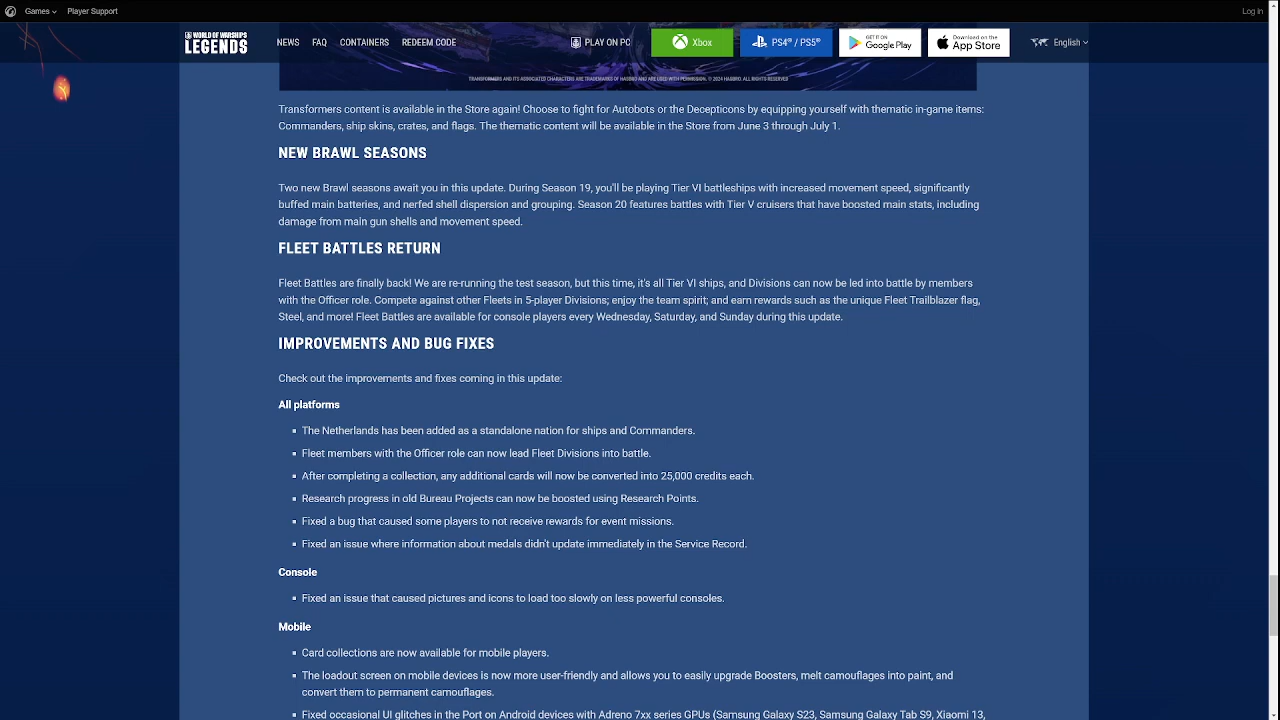 Games
Player Support
Log In
WORLD OF WARSHIPS
LEGENDS
NEWS
FAQ
CONTAINERS
REDEEM CODE
PLAY ON PC
Xbox
PS4® / PS5®
GET IT ON
Google Play
Download on the
App Store
English
TRANSFORMERS AND ITS ASSOCIATED CHARACTERS ARE TRADEMARKS OF HASBRO AND ARE USED WITH PERMISSION. © 2024 HASBRO. ALL RIGHTS RESERVED
Transformers content is available in the Store again! Choose to fight for Autobots or the Decepticons by equipping yourself with thematic in-game items:
Commanders, ship skins, crates, and flags. The thematic content will be available in the Store from June 3 through July 1.
NEW BRAWL SEASONS
Two new Brawl seasons await you in this update. During Season 19, you'll be playing Tier VI battleships with increased movement speed, significantly
buffed main batteries, and nerfed shell dispersion and grouping. Season 20 features battles with Tier V cruisers that have boosted main stats, including
damage from main gun shells and movement speed.
FLEET BATTLES RETURN
Fleet Battles are finally back! We are re-running the test season, but this time, it's all Tier VI ships, and Divisions can now be led into battle by members
with the Officer role. Compete against other Fleets in 5-player Divisions; enjoy the team spirit; and earn rewards such as the unique Fleet Trailblazer flag,
Steel, and more! Fleet Battles are available for console players every Wednesday, Saturday, and Sunday during this update.
IMPROVEMENTS AND BUG FIXES
Check out the improvements and fixes coming in this update:
All platforms
▪ The Netherlands has been added as a standalone nation for ships and Commanders.
▪ Fleet members with the Officer role can now lead Fleet Divisions into battle.
▪ After completing a collection, any additional cards will now be converted into 25,000 credits each.
▪ Research progress in old Bureau Projects can now be boosted using Research Points.
▪ Fixed a bug that caused some players to not receive rewards for event missions.
▪ Fixed an issue where information about medals didn't update immediately in the Service Record.
Console
▪ Fixed an issue that caused pictures and icons to load too slowly on less powerful consoles.
Mobile
▪ Card collections are now available for mobile players.
▪ The loadout screen on mobile devices is now more user-friendly and allows you to easily upgrade Boosters, melt camouflages into paint, and
convert them to permanent camouflages.
▪ Fixed occasional UI glitches in the Port on Android devices with Adreno 7xx series GPUs (Samsung Galaxy S23, Samsung Galaxy Tab S9, Xiaomi 13,